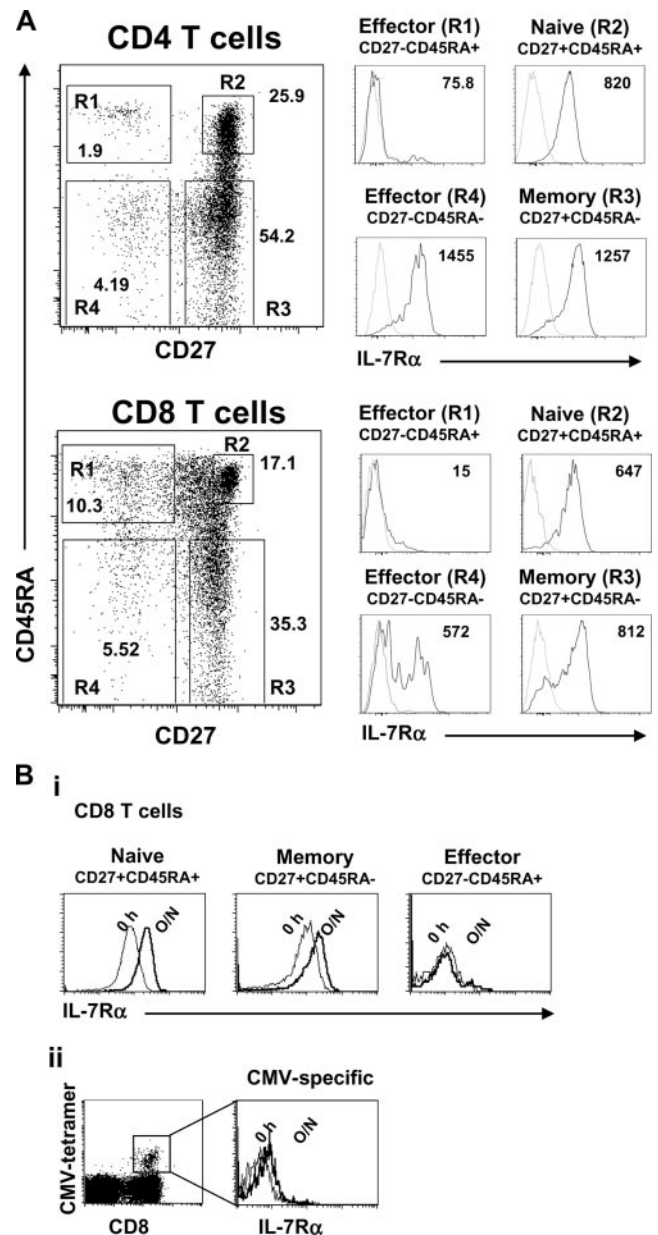 A
CD4 T cells
R1
1.9
R2
25.9
54.2
4.19
R4
R3
CD27
Effector (R1)
CD27-CD45RA+
75.8
Naive (R2)
CD27+CD45RA+
820
Effector (R4)
CD27-CD45RA-
1455
Memory (R3)
CD27+CD45RA-
1257
IL-7Rα
CD8 T cells
R1
10.3
R2
17.1
35.3
5.52
R4
R3
CD45RA
CD27
Effector (R1)
CD27-CD45RA+
15
Naive (R2)
CD27+CD45RA+
647
Effector (R4)
CD27-CD45RA-
572
Memory (R3)
CD27+CD45RA-
812
IL-7Rα
B
i
CD8 T cells
Naive
CD27+CD45RA+
0 h
O/N
Memory
CD27+CD45RA-
0 h
O/N
Effector
CD27-CD45RA+
0 h
O/N
IL-7Rα
ii
CMV-tetramer
CD8
CMV-specific
0 h
O/N
IL-7Rα